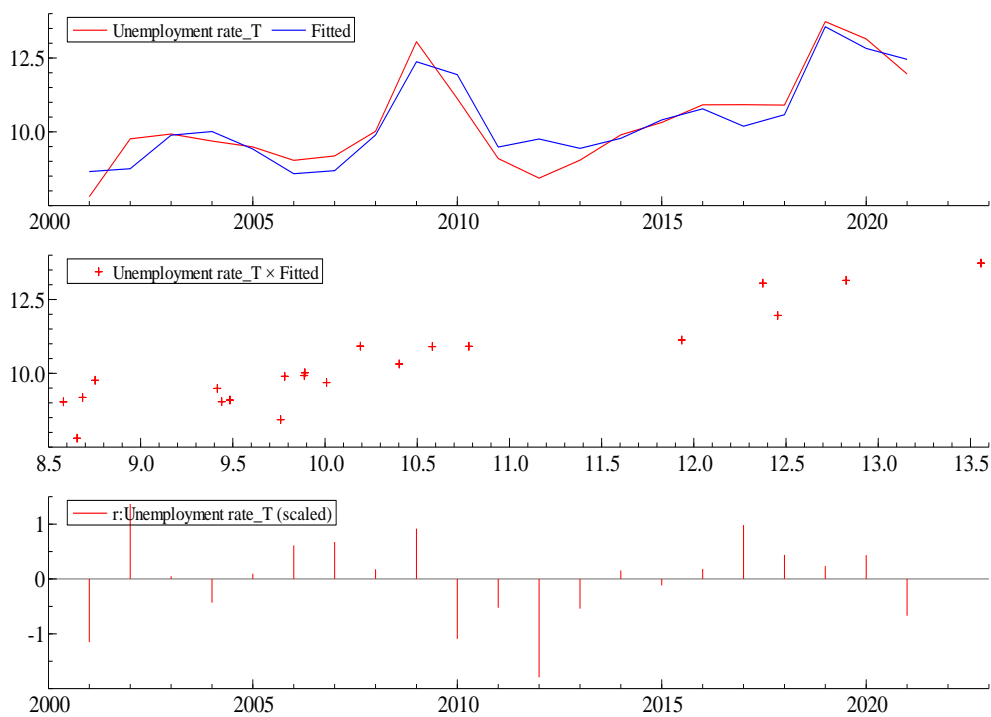 Unemployment rate_T Fitted
12.5
10.0
2000 2005 2010 2015 2020
Unemployment rate_T × Fitted
12.5
10.0
8.5 9.0 9.5 10.0 10.5 11.0 11.5 12.0 12.5 13.0 13.5
r:Unemployment rate_T (scaled)
1
0
-1
2000 2005 2010 2015 2020